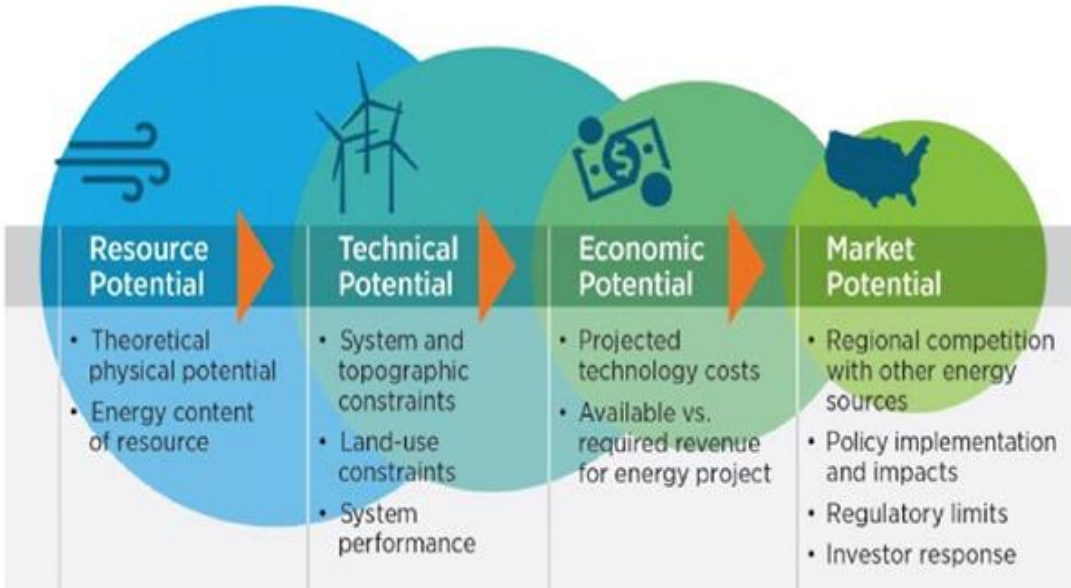 Resource
Potential
• Theoretical
physical potential
• Energy content
of resource
Technical
Potential
• System and
topographic
constraints
• Land-use
constraints
• System
performance
$
Economic
Potential
• Projected
technology costs
• Available vs.
required revenue
for energy project
Market
Potential
• Regional competition
with other energy
sources
• Policy implementation
and impacts
• Regulatory limits
• Investor response